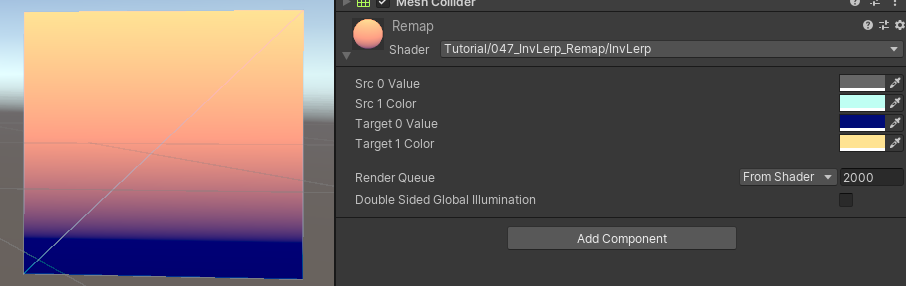 Mesh Collider
Remap
Shader Tutorial/047_InvLerp_Remap/InvLerp
Src 0 Value
Src 1 Color
Target 0 Value
Target 1 Color
Render Queue From Shader 2000
Double Sided Global Illumination
Add Component